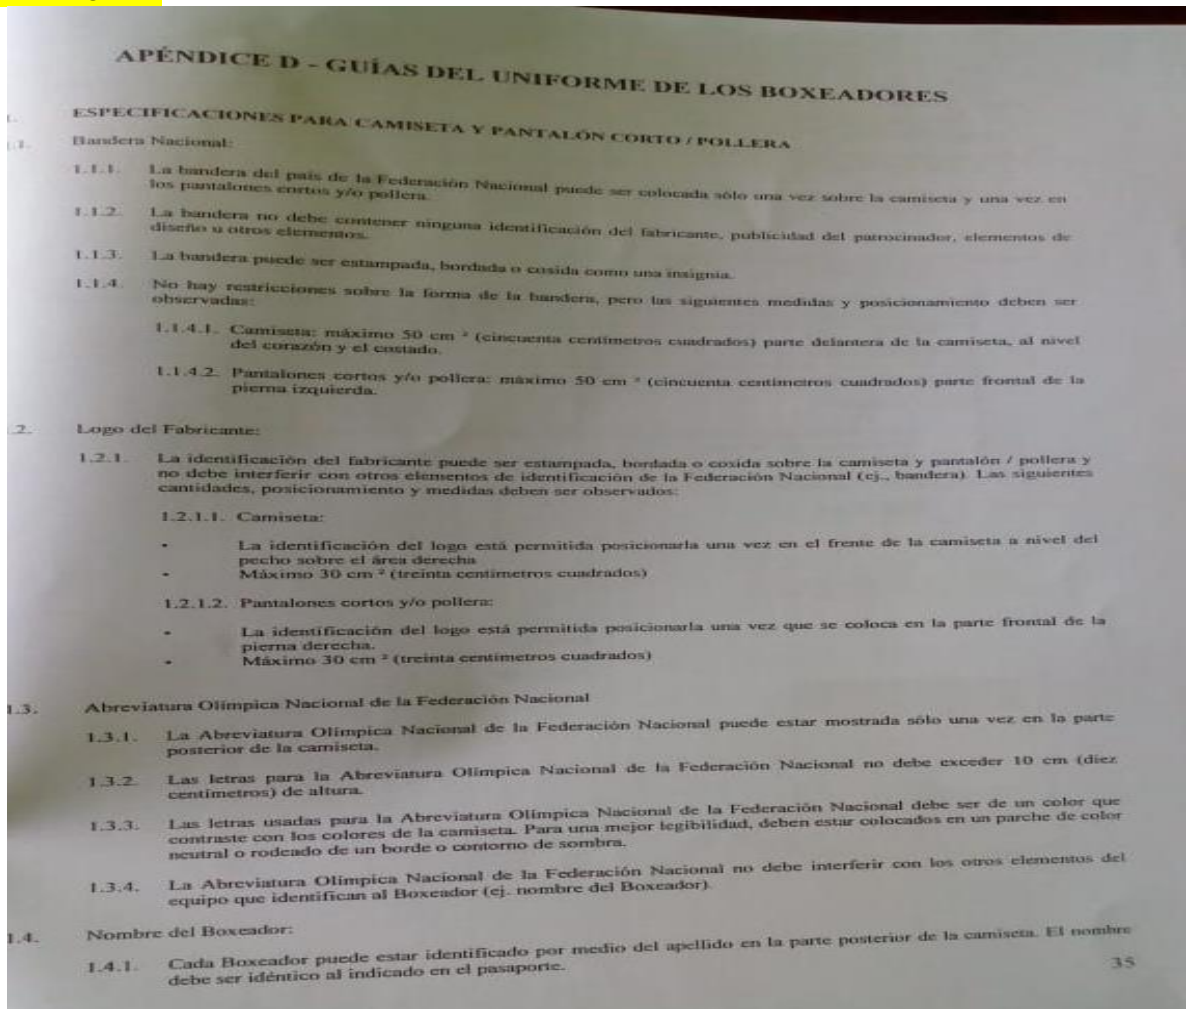 APÉNDICE D - GUÍAS DEL UNIFORME DE LOS BOXEADORES
ESPECIFICACIONES PARA CAMISETA Y PANTALÓN CORTO / POLLERA
1.1. Bandera Nacional:
1.1.1. La bandera del país de la Federación Nacional puede ser colocada sólo una vez sobre la camiseta y una vez en
los pantalones cortos y/o pollera.
1.1.2. La bandera no debe contener ninguna identificación del fabricante, publicidad del patrocinador, elementos de
diseño u otros elementos.
1.1.3. La bandera puede ser estampada, bordada o cosida como una insignia.
1.1.4. No hay restricciones sobre la forma de la bandera, pero las siguientes medidas y posicionamiento deben ser
observadas:
1.1.4.1. Camiseta: máximo 50 cm ² (cincuenta centímetros cuadrados) parte delantera de la camiseta, al nivel
del corazón y el costado.
1.1.4.2. Pantalones cortos y/o pollera: máximo 50 cm ² (cincuenta centímetros cuadrados) parte frontal de la
pierna izquierda.
.2. Logo del Fabricante:
1.2.1. La identificación del fabricante puede ser estampada, bordada o cosida sobre la camiseta y pantalón / pollera y
no debe interferir con otros elementos de identificación de la Federación Nacional (ej., bandera). Las siguientes
cantidades, posicionamiento y medidas deben ser observados:
1.2.1.1. Camiseta:
- La identificación del logo está permitida posicionarla una vez en el frente de la camiseta a nivel del
pecho sobre el área derecha
- Máximo 30 cm ² (treinta centímetros cuadrados)
1.2.1.2. Pantalones cortos y/o pollera:
- La identificación del logo está permitida posicionarla una vez que se coloca en la parte frontal de la
pierna derecha.
- Máximo 30 cm ² (treinta centímetros cuadrados)
1.3. Abreviatura Olímpica Nacional de la Federación Nacional
1.3.1. La Abreviatura Olímpica Nacional de la Federación Nacional puede estar mostrada sólo una vez en la parte
posterior de la camiseta.
1.3.2. Las letras para la Abreviatura Olímpica Nacional de la Federación Nacional no debe exceder 10 cm (diez
centímetros) de altura.
1.3.3. Las letras usadas para la Abreviatura Olímpica Nacional de la Federación Nacional debe ser de un color que
contraste con los colores de la camiseta. Para una mejor legibilidad, deben estar colocados en un parche de color
neutral o rodeado de un borde o contorno de sombra.
1.3.4. La Abreviatura Olímpica Nacional de la Federación Nacional no debe interferir con los otros elementos del
equipo que identifican al Boxeador (ej. nombre del Boxeador).
1.4. Nombre del Boxeador:
1.4.1. Cada Boxeador puede estar identificado por medio del apellido en la parte posterior de la camiseta. El nombre
debe ser idéntico al indicado en el pasaporte.
35